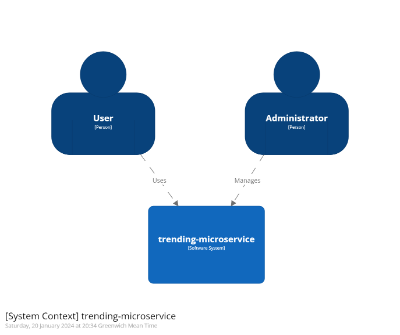 User
[Person]
Administrator
[Person]
Uses
Manages
trending-microservice
[Software System]
[System Context] trending-microservice
Saturday, 20 January 2024 at 20:34 Greenwich Mean Time